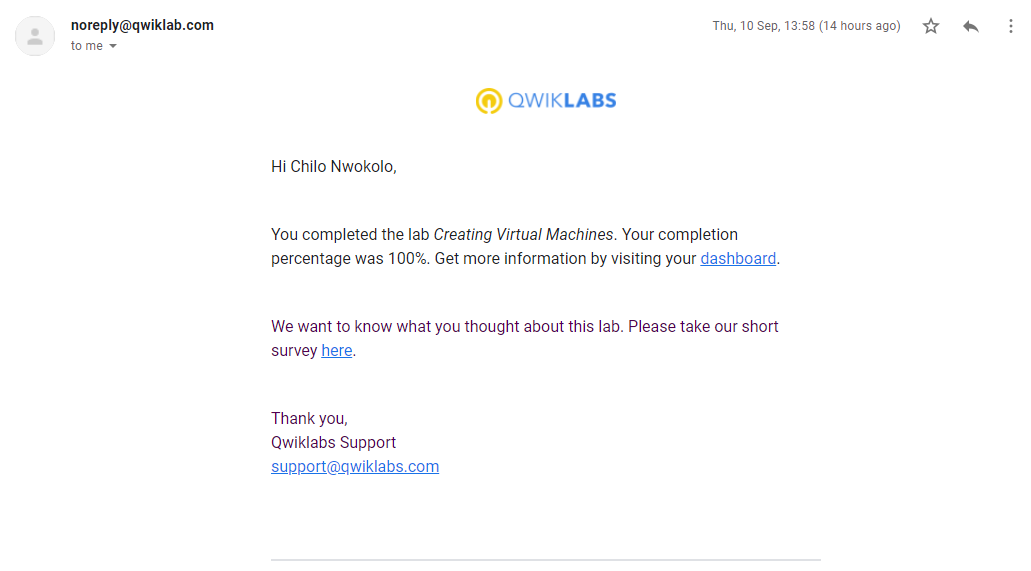 noreply@qwiklab.com
Thu, 10 Sep, 13:58 (14 hours ago)
to me
QWIKLABS
Hi Chilo Nwokolo,
You completed the lab Creating Virtual Machines. Your completion
percentage was 100%. Get more information by visiting your dashboard.
We want to know what you thought about this lab. Please take our short
survey here.
Thank you,
Qwiklabs Support
support@qwiklabs.com